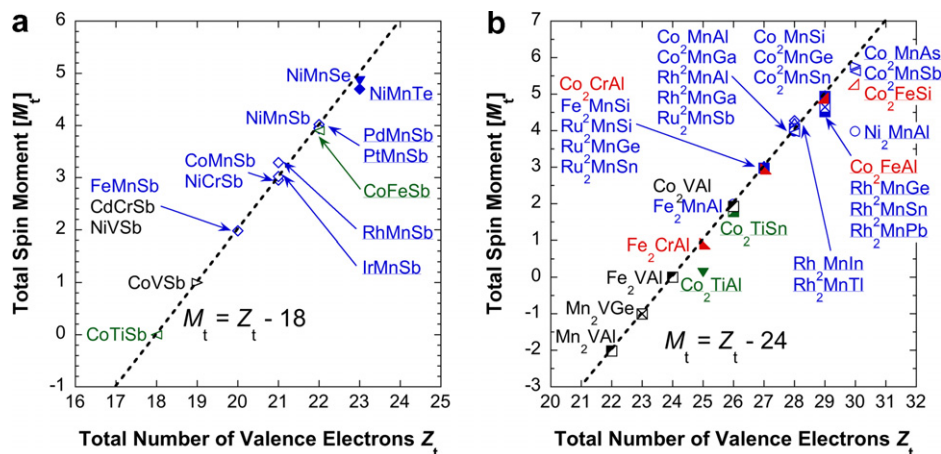 a
Total Spin Moment [Mt]
6
5
4
3
2
1
0
-1
NiMnSe
NiMnTe
NiMnSb
PdMnSb
PtMnSb
CoMnSb
NiCrSb
CoFeSb
FeMnSb
CdCrSb
NiVSb
RhMnSb
IrMnSb
CoVSb
CoTiSb
Mt = Zt - 18
16 17 18 19 20 21 22 23 24 25
Total Number of Valence Electrons Zt
b
Total Spin Moment [Mt]
7
6
5
4
3
2
1
0
-1
-2
-3
Co2MnAl
Co2MnGa
Rh2MnAl
Rh2MnGa
Ru2MnSb
Co2MnSi
Co2MnGe
Co2MnSn
Co2MnAs
Co2MnSb
Co2FeSi
Co2CrAl
Fe2MnSi
Ru2MnSi
Ru2MnGe
Ru2MnSn
Ni2MnAl
Co2FeAl
Rh2MnGe
Rh2MnSn
Rh2MnPb
Co2VAl
Fe2MnAl
Co2TiSn
Fe2CrAl
Rh2MnIn
Rh2MnTl
Fe2VAl
Co2TiAl
Mn2VGe
Mn2VAl
Mt = Zt - 24
20 21 22 23 24 25 26 27 28 29 30 31 32
Total Number of Valence Electrons Zt